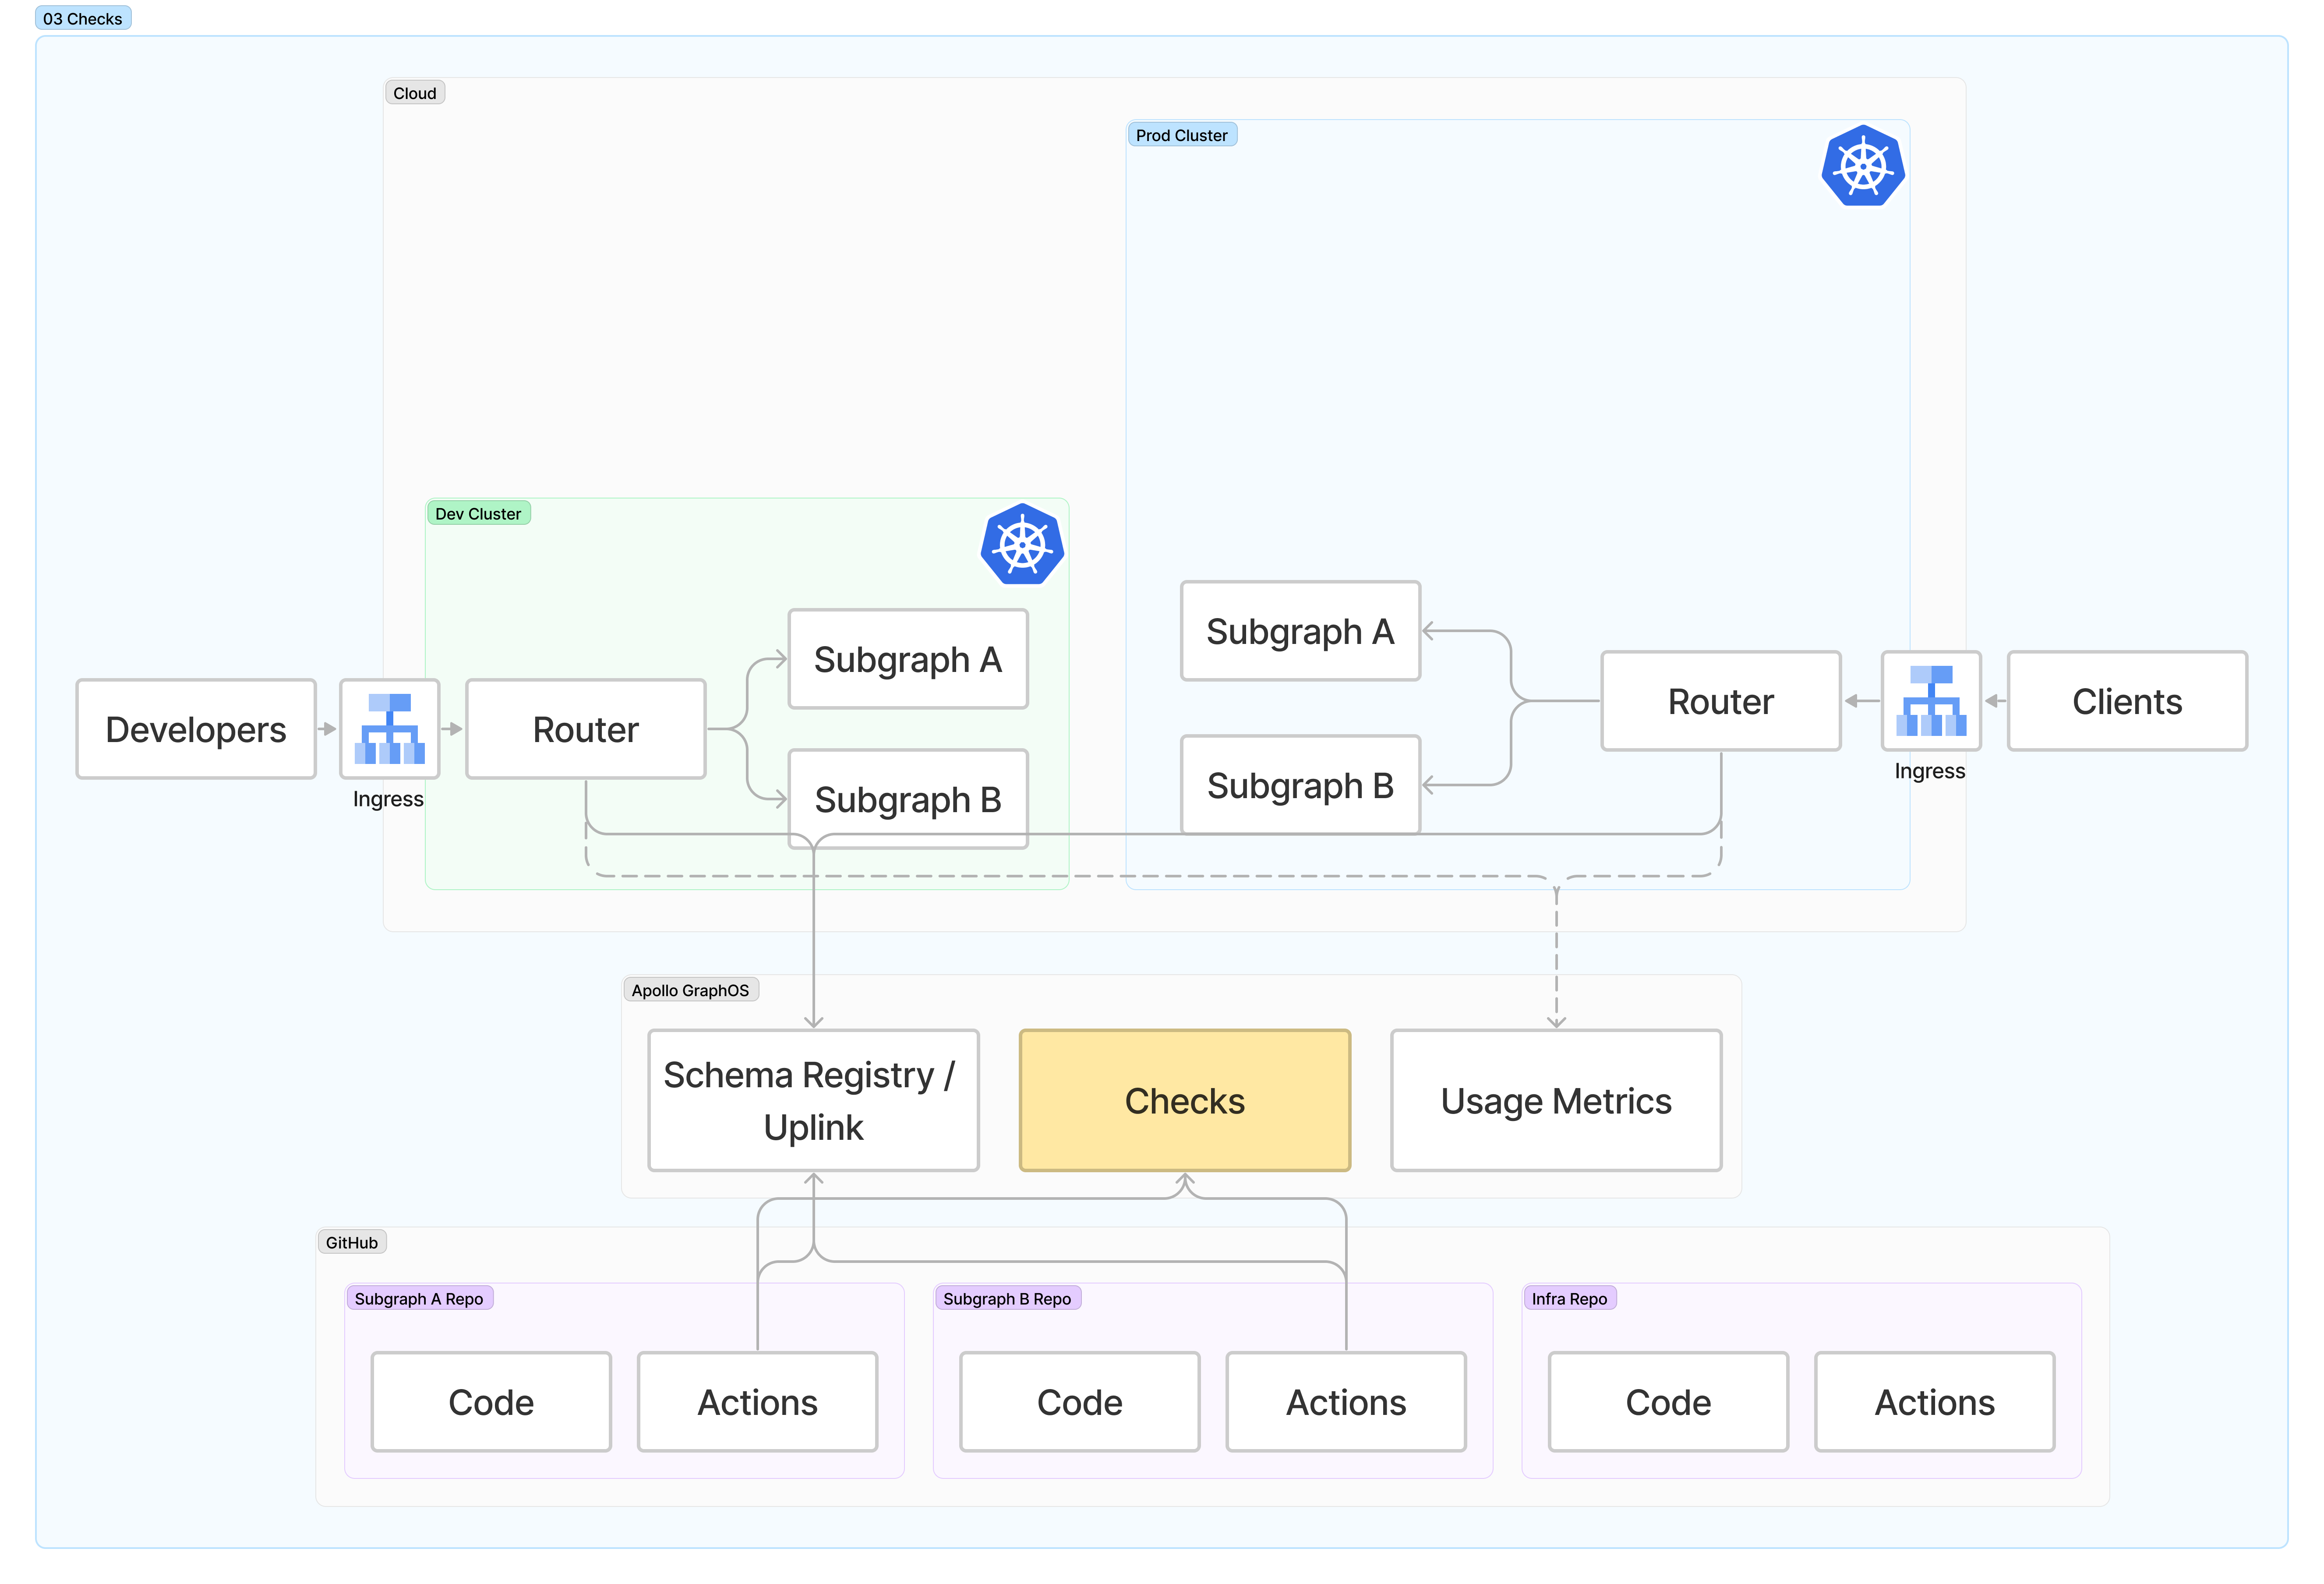 03 Checks
Cloud
Prod Cluster
Dev Cluster
Subgraph A
Subgraph A
Developers
Router
Router
Clients
Subgraph B
Subgraph B
Ingress
Ingress
Apollo GraphOS
Schema Registry /
Uplink
Checks
Usage Metrics
GitHub
Subgraph A Repo
Subgraph B Repo
Infra Repo
Code
Actions
Code
Actions
Code
Actions